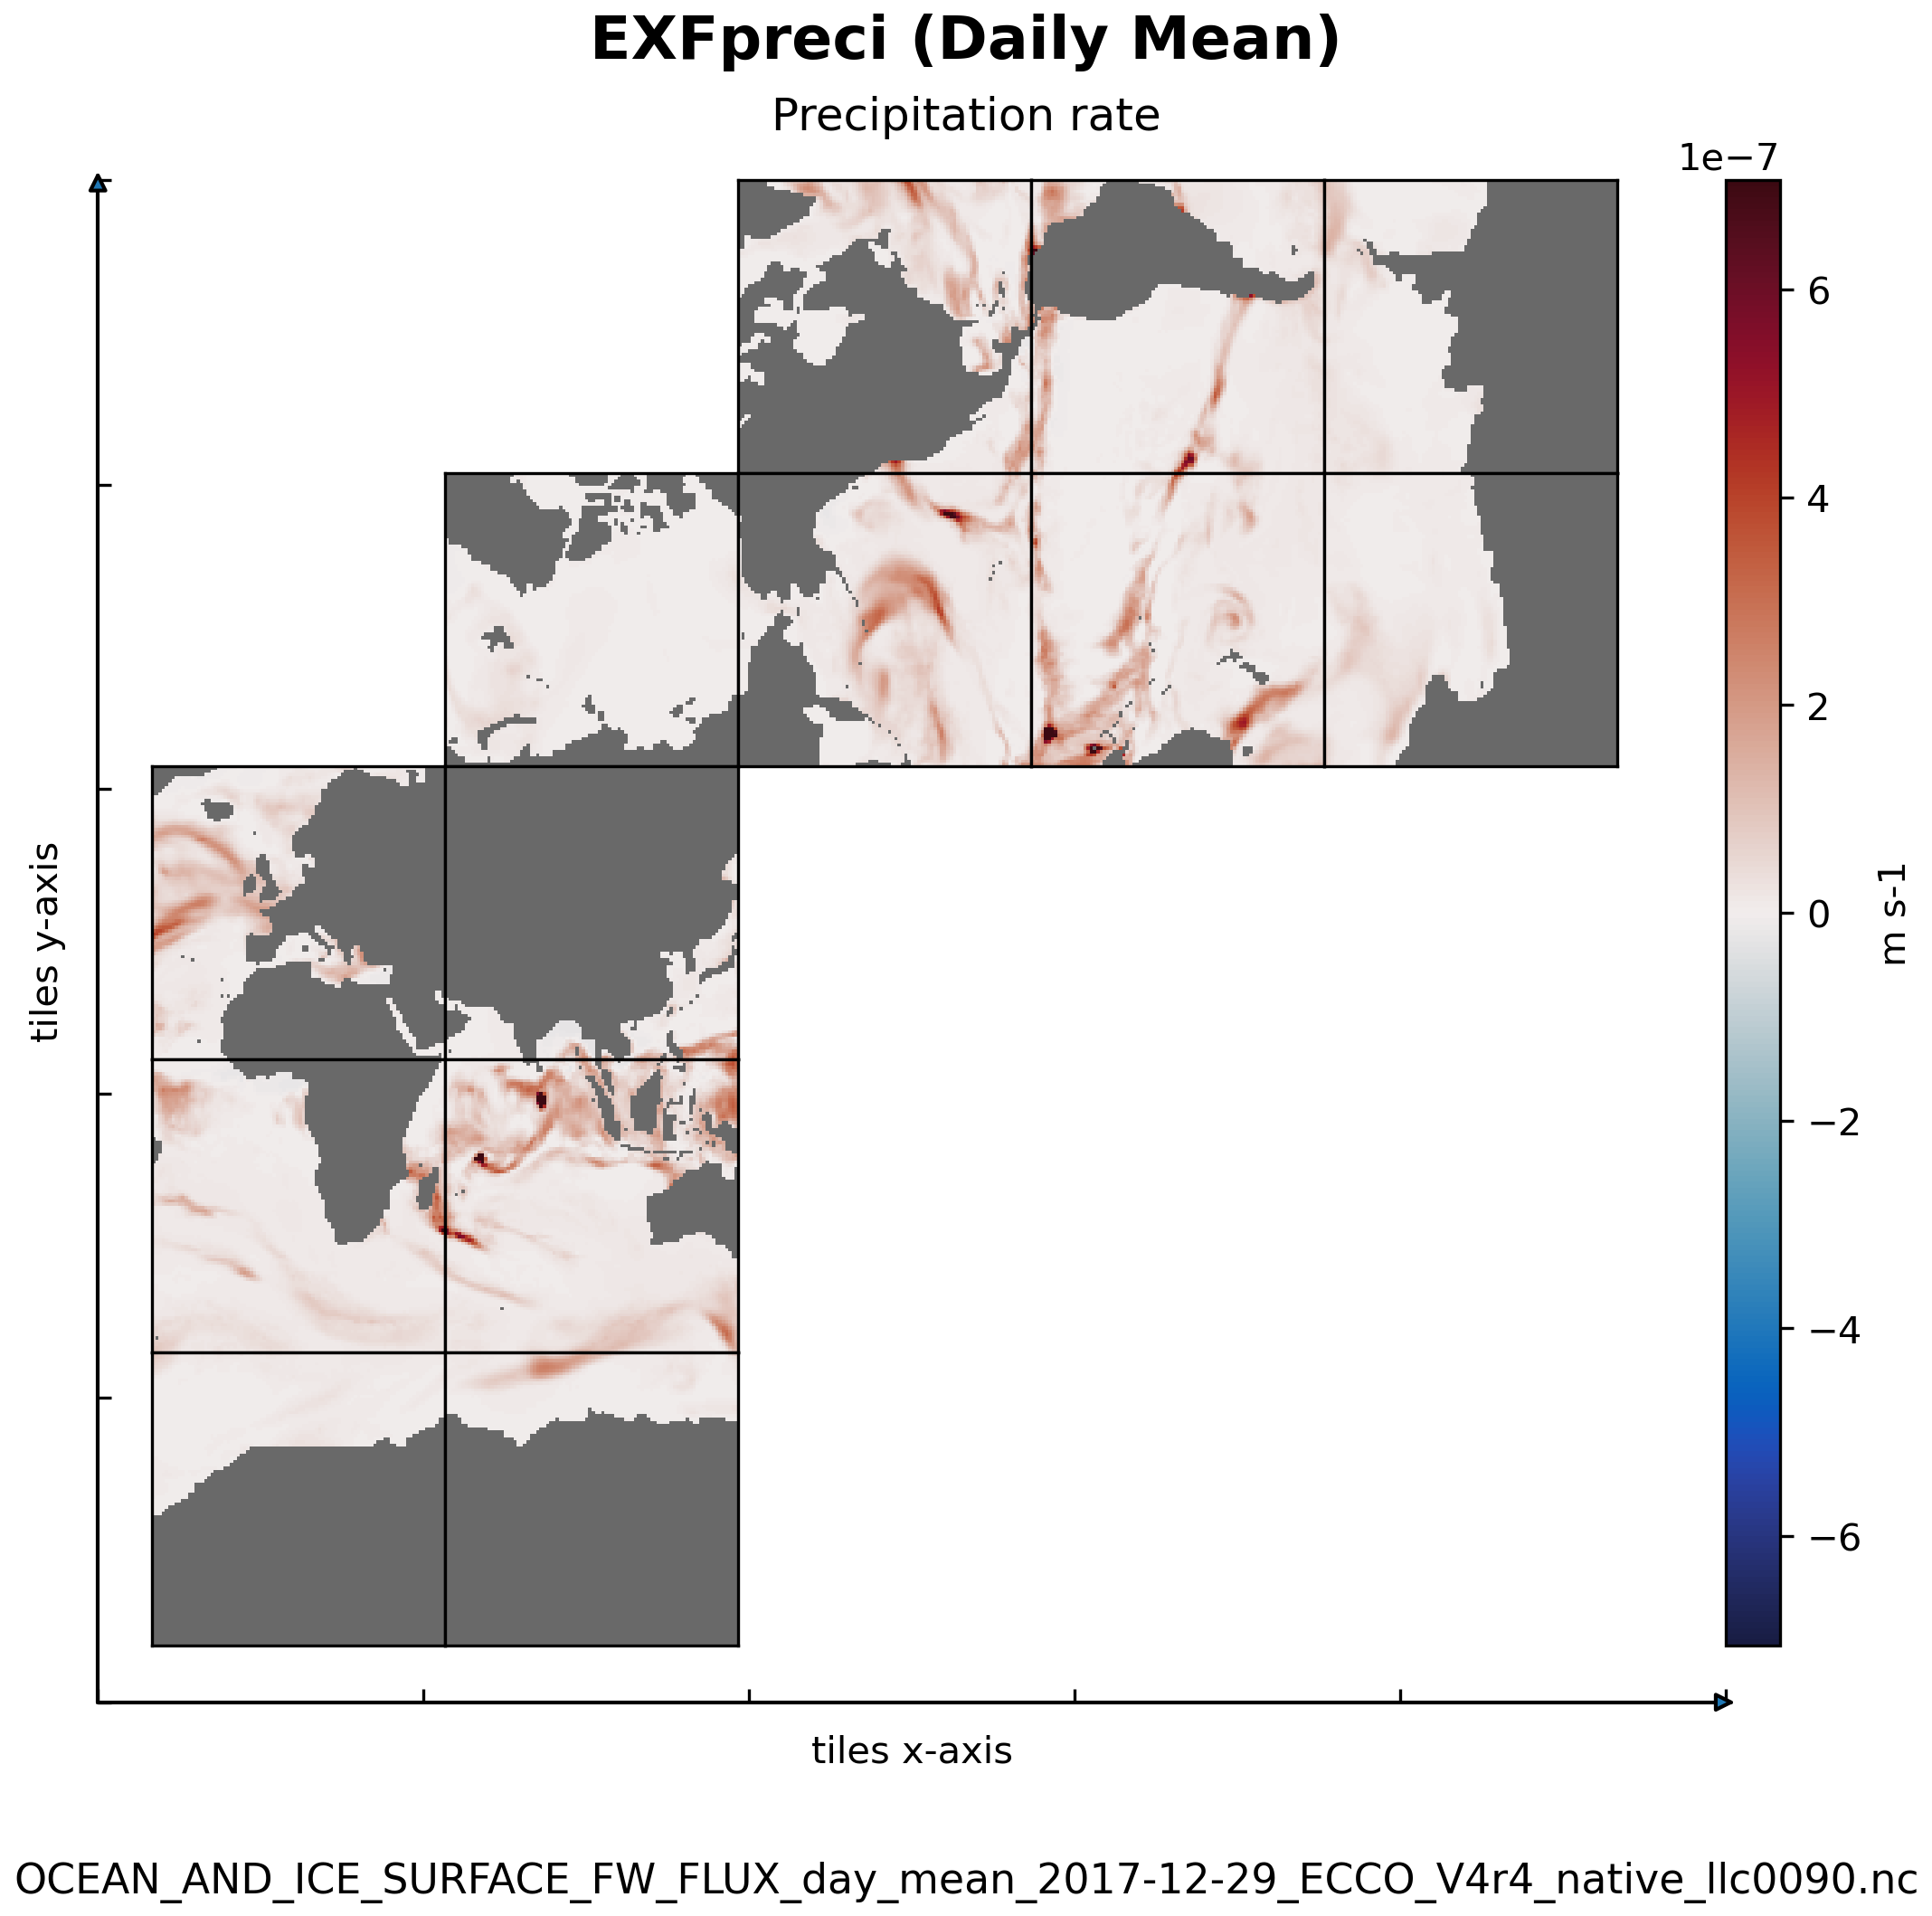 EXFpreci (Daily Mean)
Precipitation rate
1e−7
6
4
2
0
−2
−4
−6
m s-1
tiles y-axis
tiles x-axis
OCEAN_AND_ICE_SURFACE_FW_FLUX_day_mean_2017-12-29_ECCO_V4r4_native_llc0090.nc